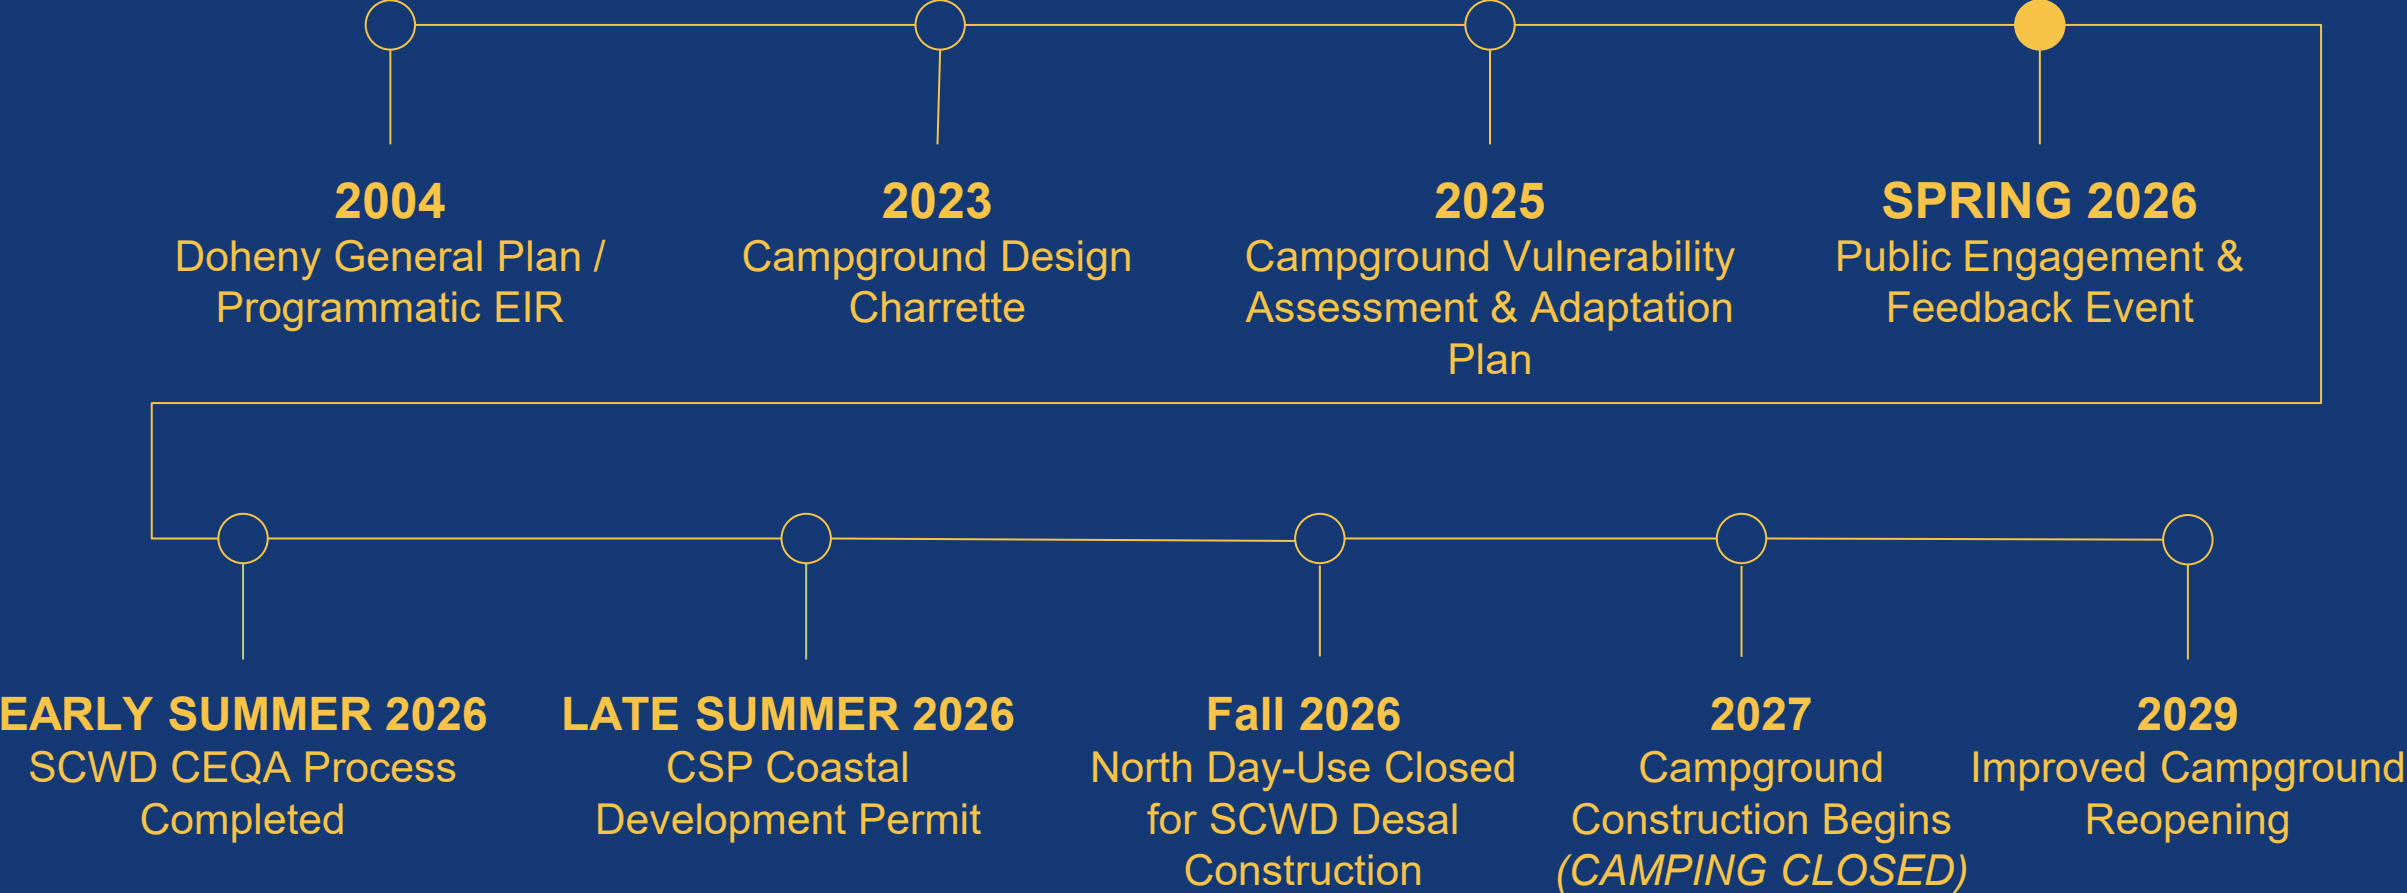 2004
Doheny General Plan /
Programmatic EIR
2023
Campground Design
Charrette
2025
Campground Vulnerability
Assessment & Adaptation
Plan
SPRING 2026
Public Engagement &
Feedback Event
EARLY SUMMER 2026
SCWD CEQA Process
Completed
LATE SUMMER 2026
CSP Coastal
Development Permit
Fall 2026
North Day-Use Closed
for SCWD Desal
Construction
2027
Campground
Construction Begins
(CAMPING CLOSED)
2029
Improved Campground
Reopening